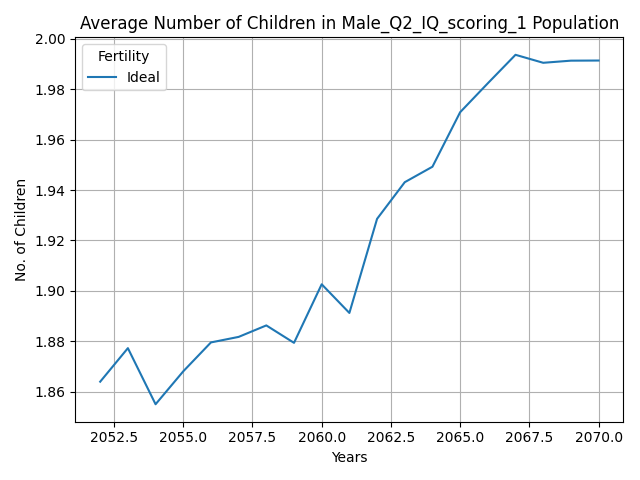 Average Number of Children in Male_Q2_IQ_scoring_1 Population
2.00
1.98
1.96
1.94
1.92
1.90
1.88
1.86
No. of Children
Fertility
Ideal
2052.5 2055.0 2057.5 2060.0 2062.5 2065.0 2067.5 2070.0
Years